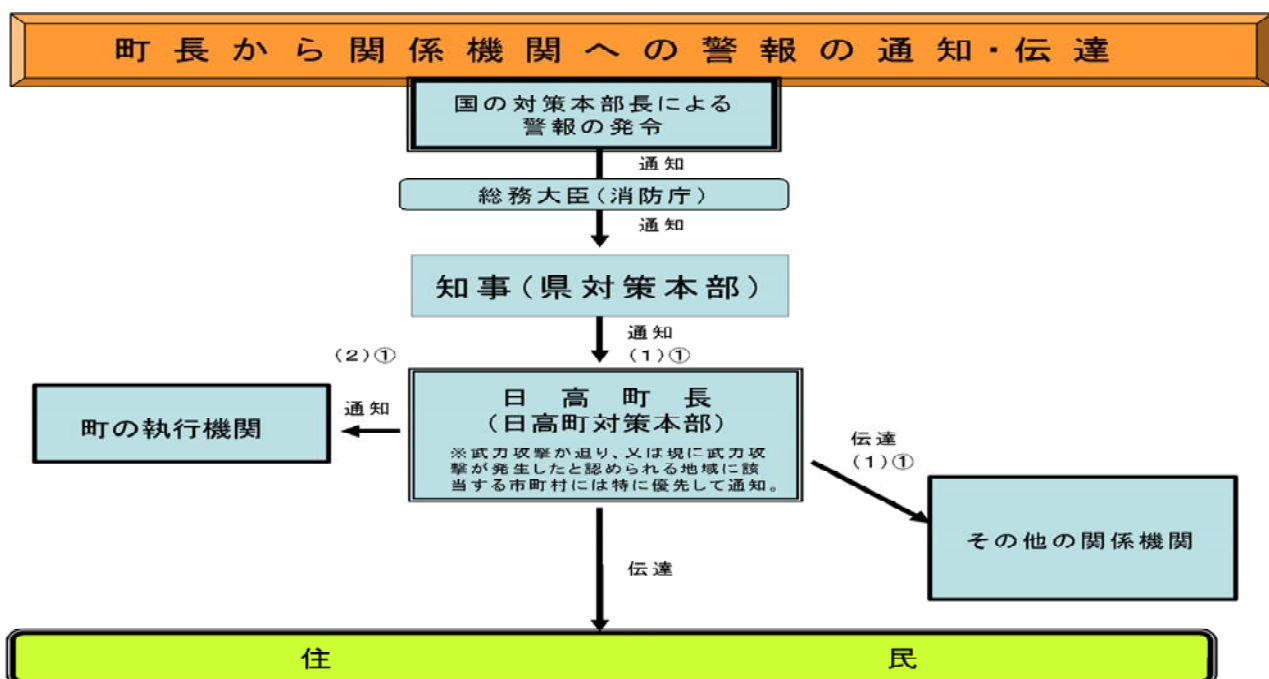 町長から関係機関への警報の通知・伝達
国の対策本部長による
警報の発令
通知
総務大臣(消防庁)
通知
知事(県対策本部)
通知
(1)①
(2)①
通知
町の執行機関
日高町長
(日高町対策本部)
※武力攻撃が迫り、又は現に武力攻
撃が発生したと認められる地域に該
当する市町村には特に優先して通知。
伝達
(1)①
その他の関係機関
伝達
住民